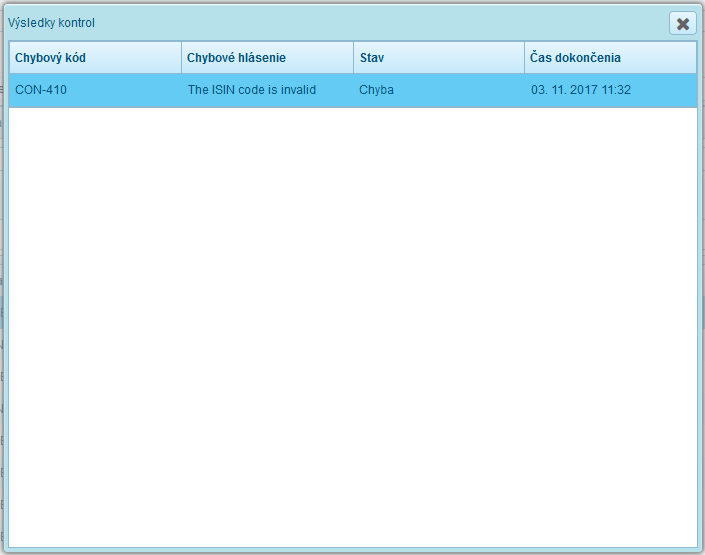 Výsledky kontrol
Chybový kód Chybové hlásenie Stav Čas dokončenia
CON-410 The ISIN code is invalid Chyba 03. 11. 2017 11:32